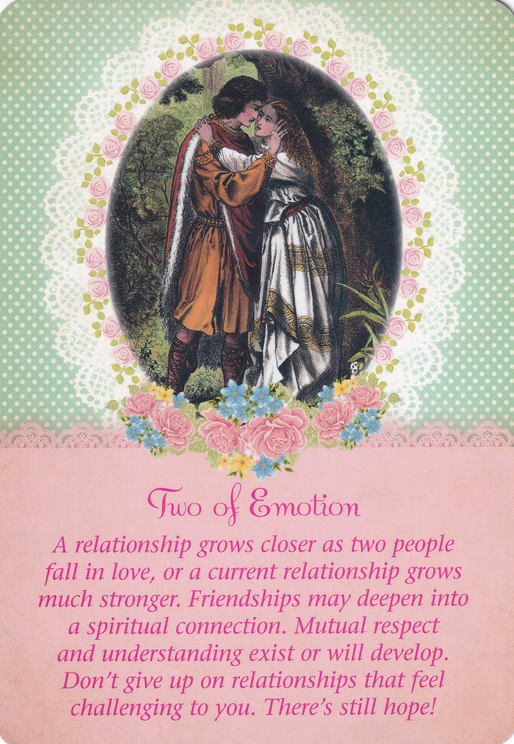 Two of Emotion
A relationship grows closer as two people
fall in love, or a current relationship grows
much stronger. Friendships may deepen into
a spiritual connection. Mutual respect
and understanding exist or will develop.
Don't give up on relationships that feel
challenging to you. There's still hope!